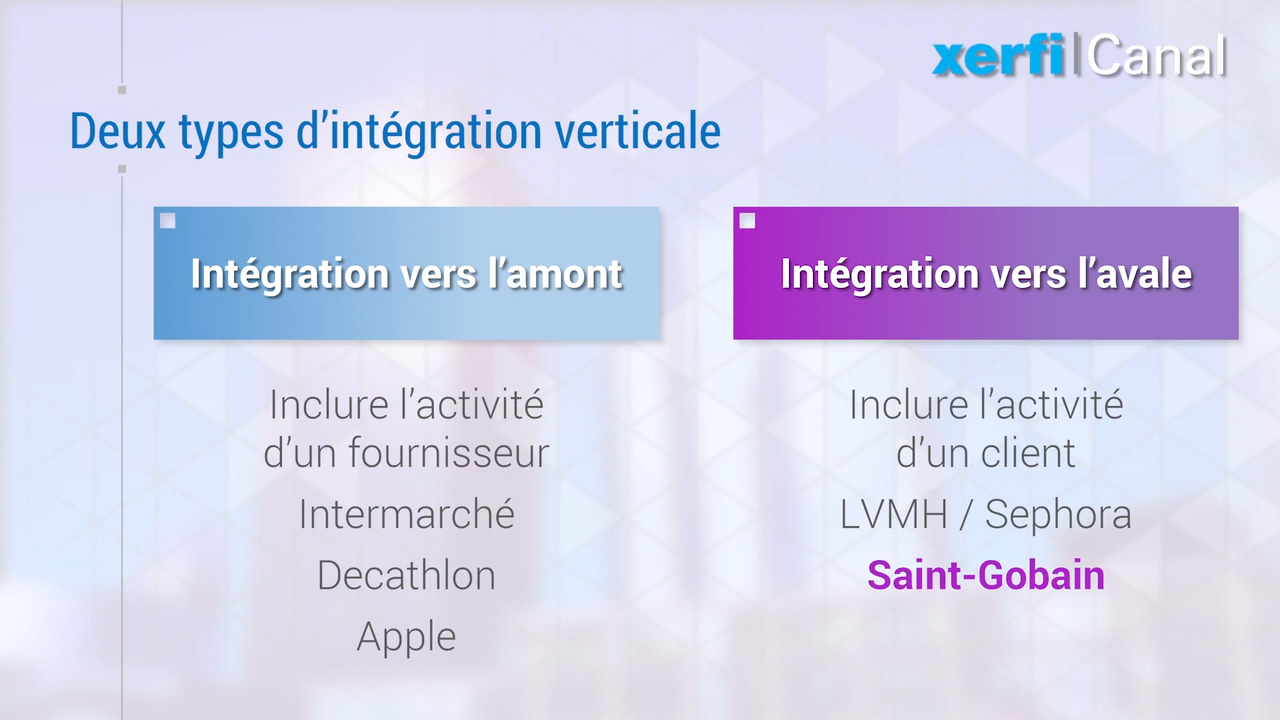 xerfi|Canal
Deux types d'intégration verticale
Intégration vers l'amont
Inclure l'activité
d'un fournisseur
Intermarché
Decathlon
Apple
Intégration vers l'avale
Inclure l'activité
d'un client
LVMH / Sephora
Saint-Gobain